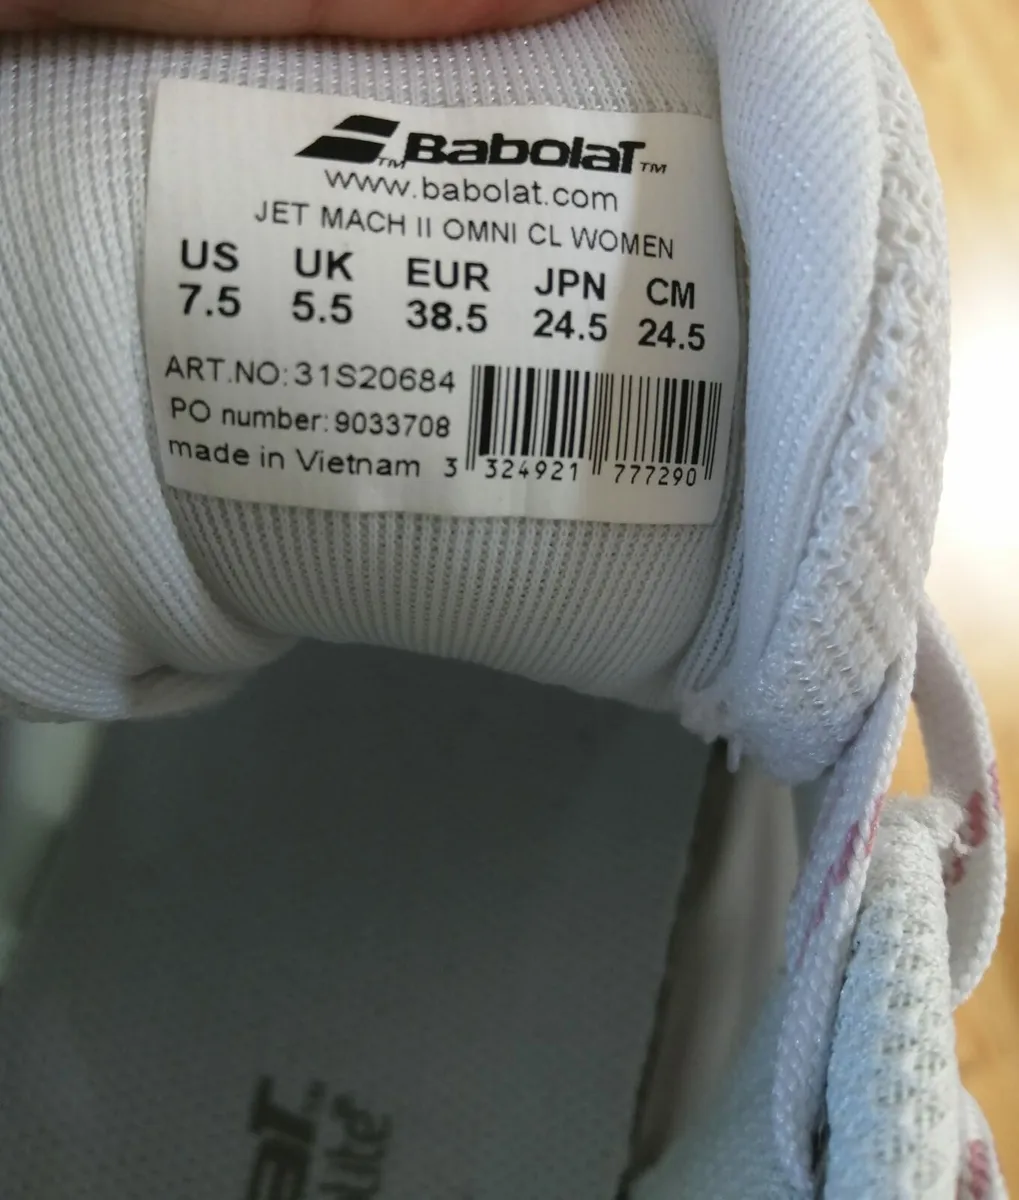 BabolaT™
www.babolat.com
JET MACH II OMNI CL WOMEN
US UK EUR JPN CM
7.5 5.5 38.5 24.5 24.5
ART.NO:31S20684
PO number:9033708
made in Vietnam
3 324921 777290